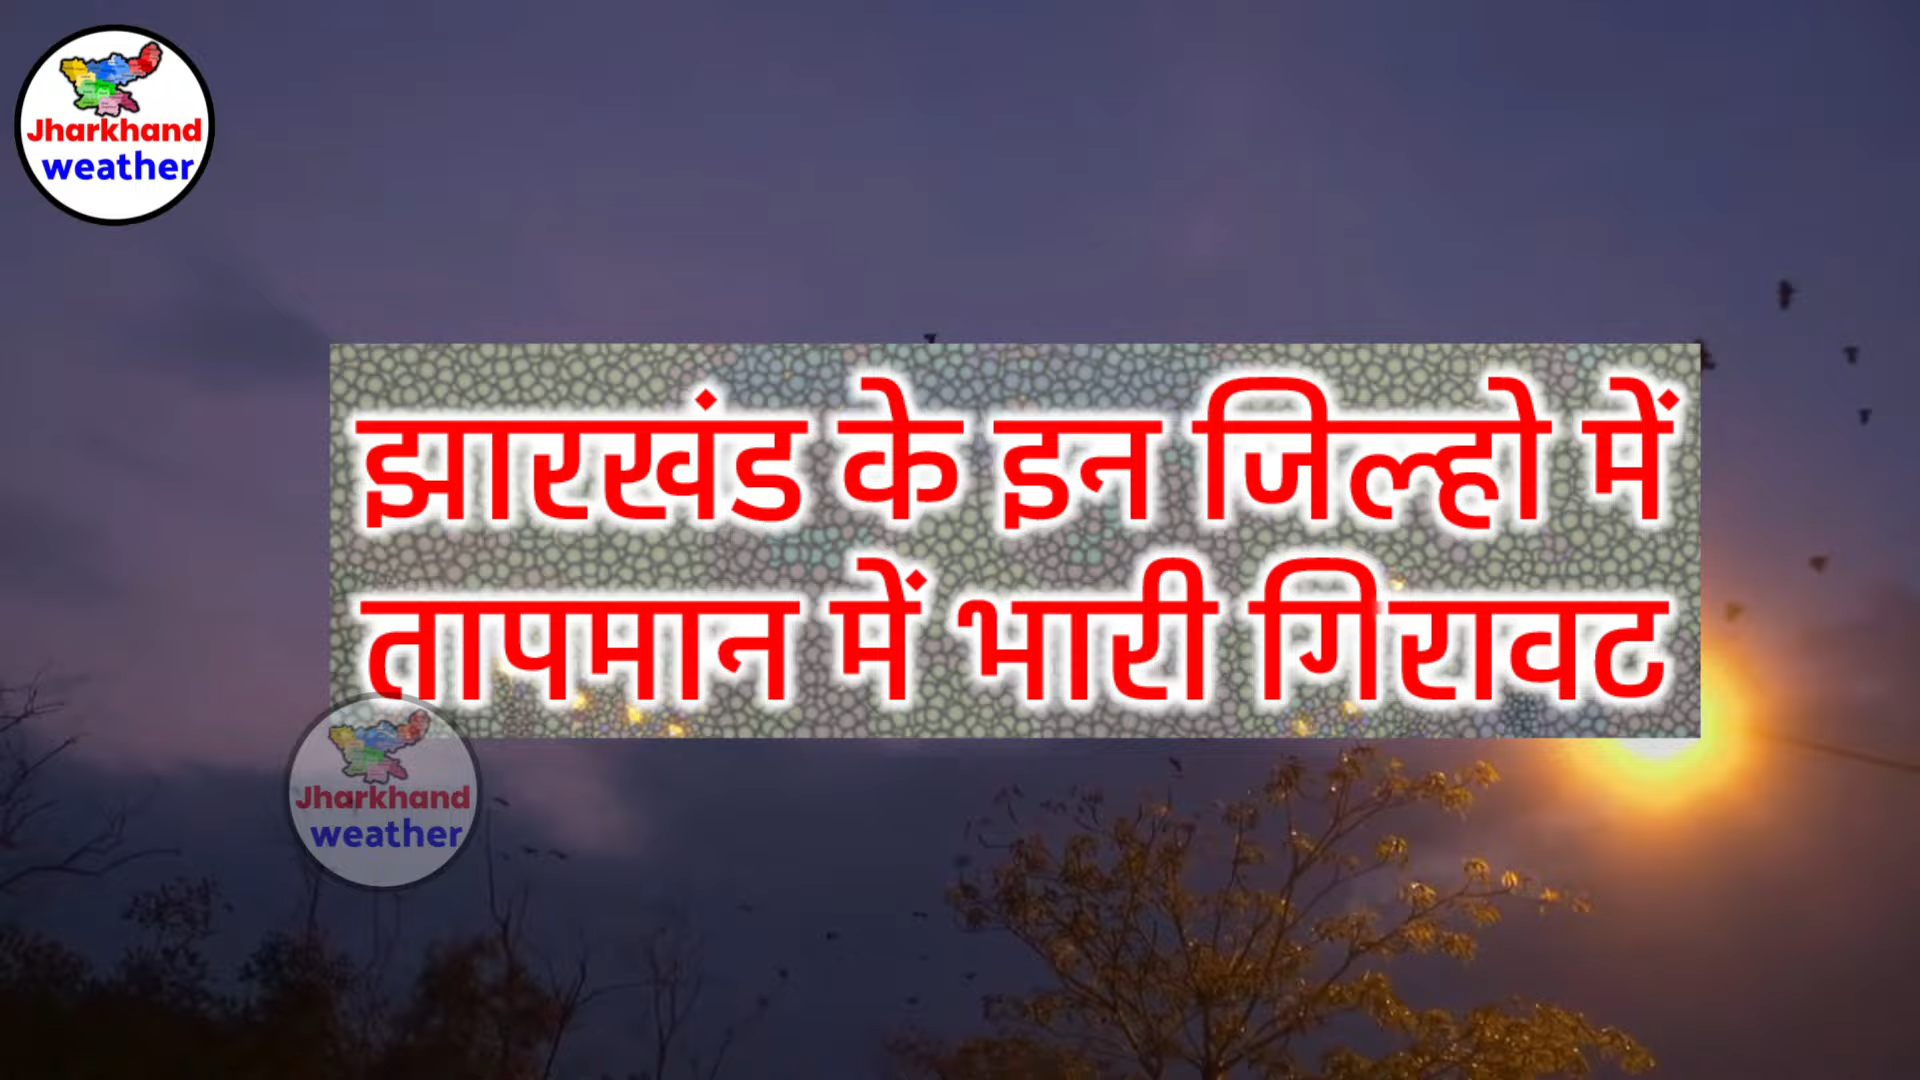 Jharkhand
weather
झारखंड के इन जिल्हो में
तापमान में भारी गिरावट
Jharkhand
weather